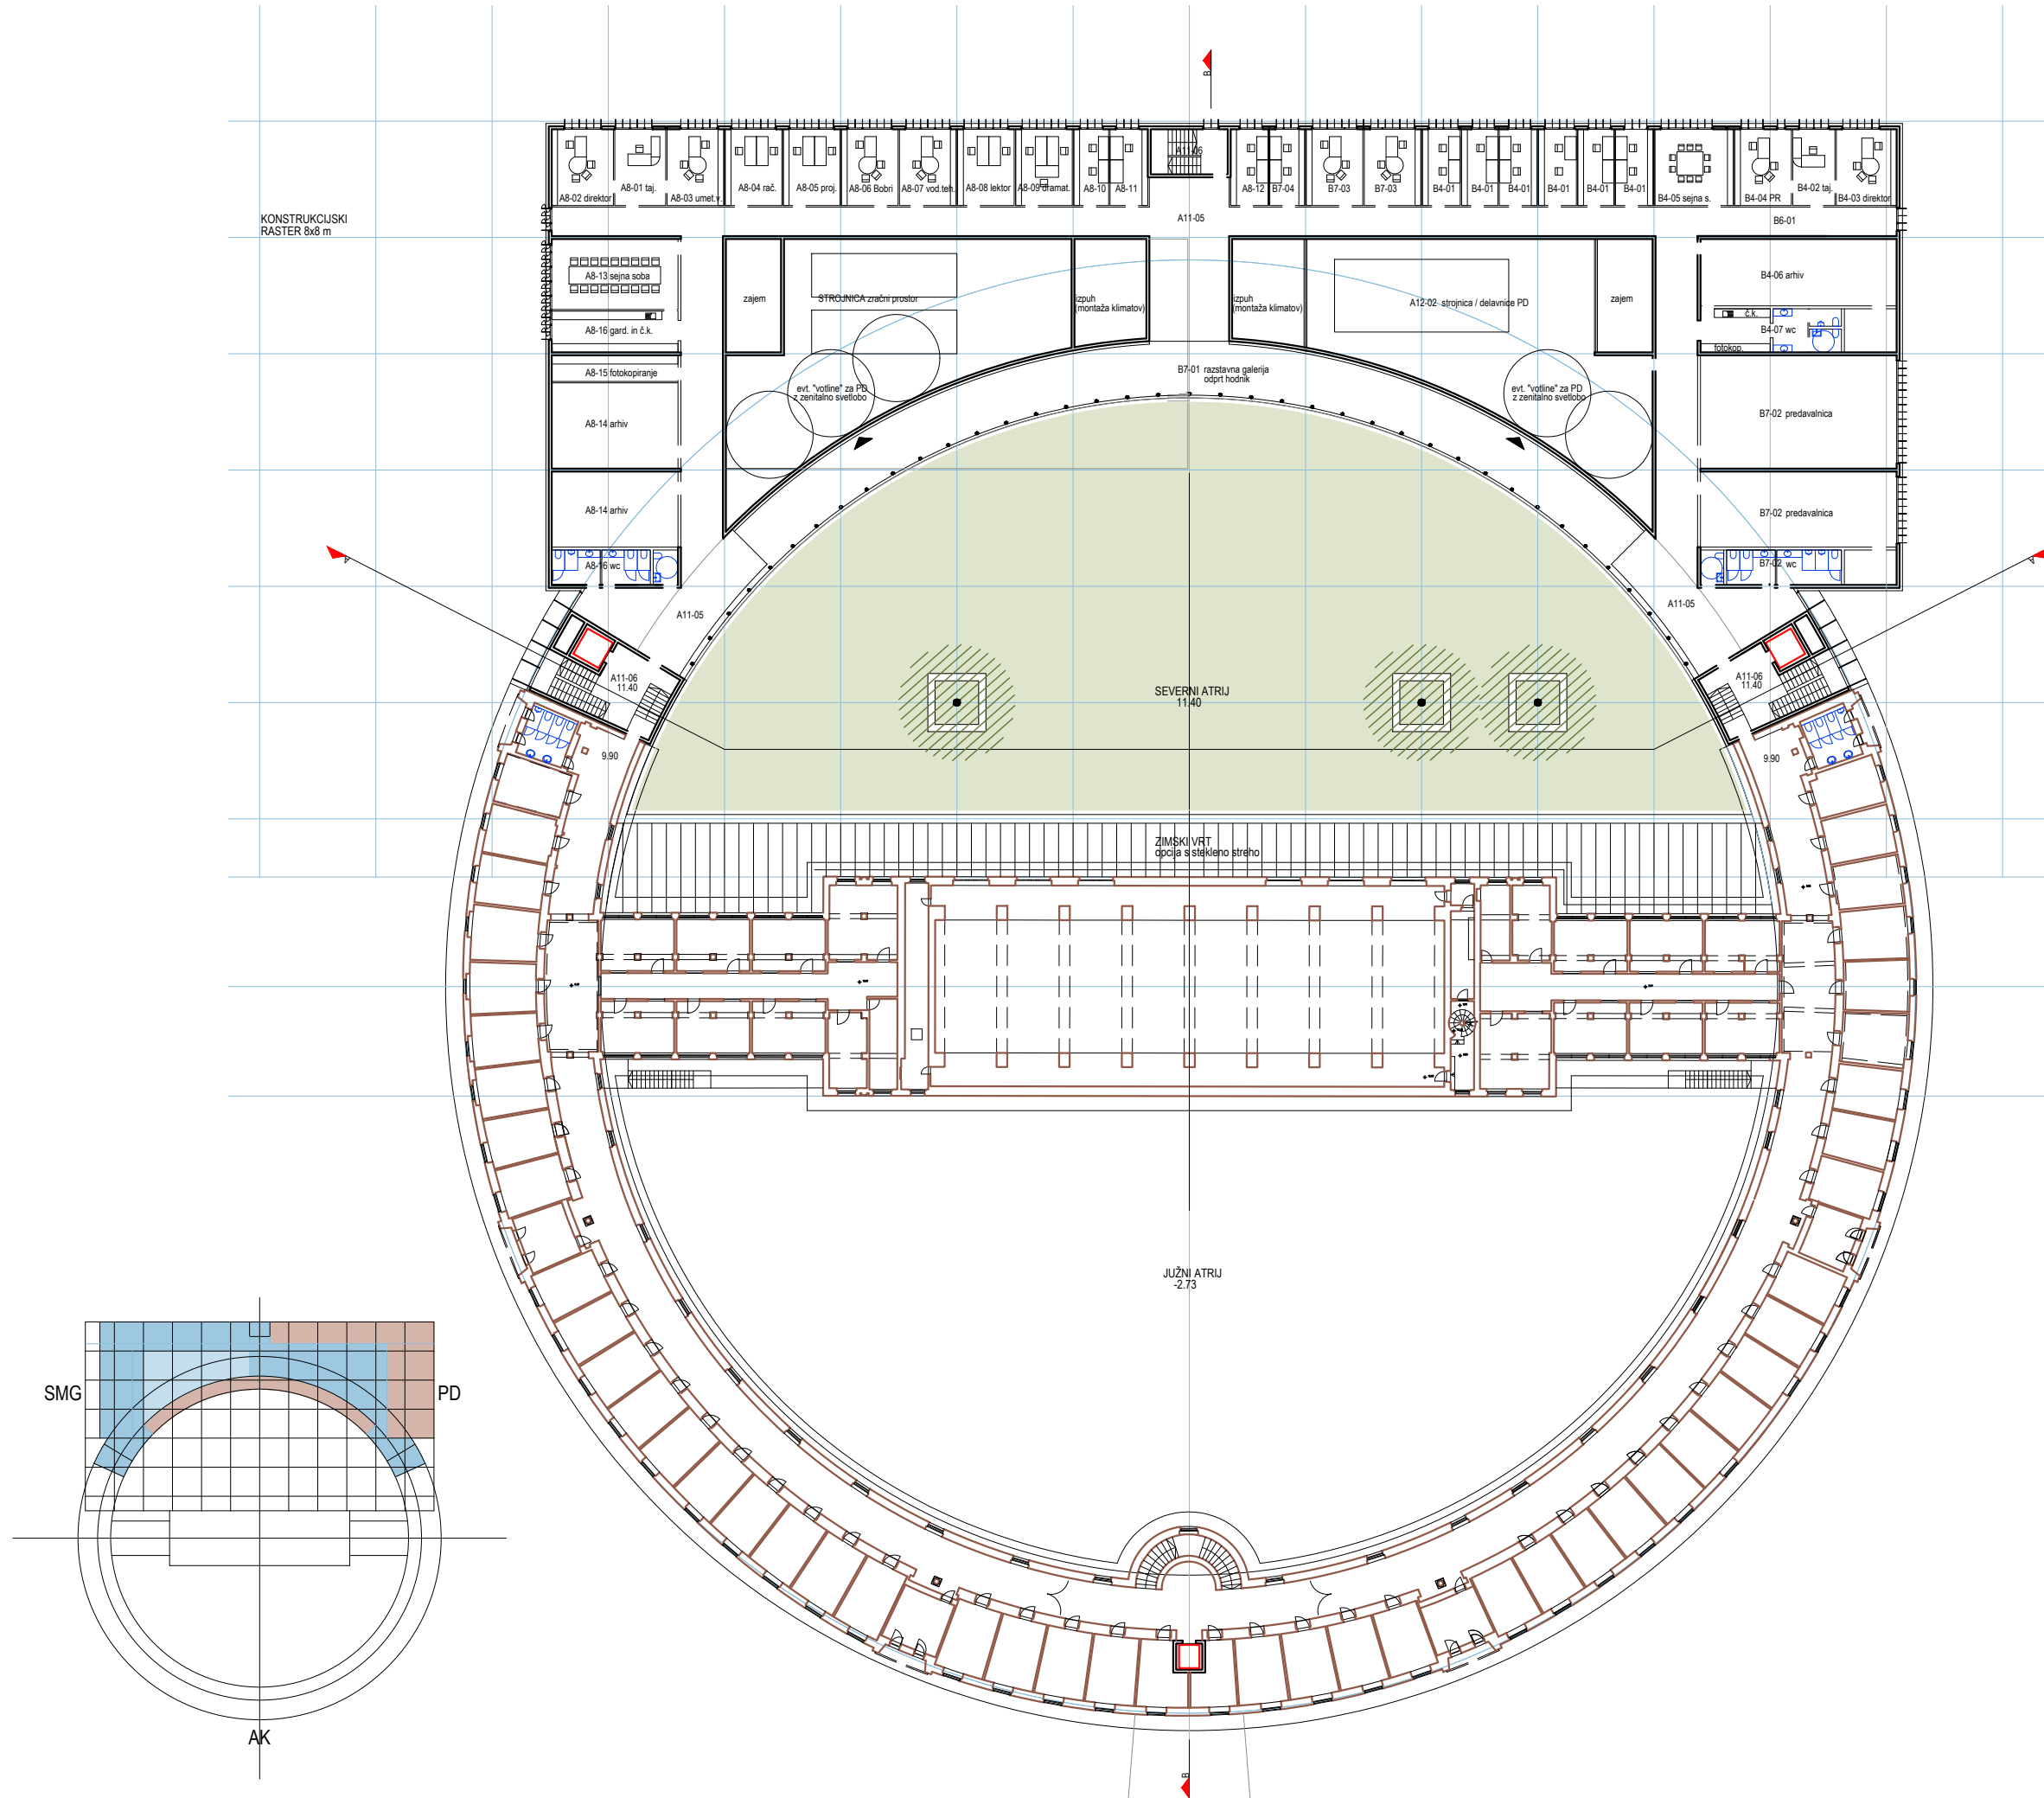 B
A11-06
A8-02 direktor
A8-01 taj.
A8-03 umet.v.
A8-04 rač.
A8-05 proj.
A8-06 Bobri
A8-07 vod.teh.
A8-08 lektor
A8-09 dramat.
A8-10
A8-11
A8-12
B7-04
B7-03
B7-03
B4-01
B4-01
B4-01
B4-01
B4-01
B4-01
B4-05 sejna s.
B4-04 PR
B4-02 taj.
B4-03 direktor
KONSTRUKCIJSKI
RASTER 8x8 m
A11-05
B6-01
A8-13 sejna soba
B4-06 arhiv
zajem
STROJNICA zračni prostor
izpuh
(montaža klimatov)
izpuh
(montaža klimatov)
A12-02 strojnica / delavnice PD
zajem
A8-16 gard. in č.k.
č.k.
B4-07 wc
fotokop.
A8-15 fotokopiranje
B7-01 razstavna galerija
odprt hodnik
evt. "votline" za PD
z zenitalno svetlobo
evt. "votline" za PD
z zenitalno svetlobo
A8-14 arhiv
B7-02 predavalnica
A8-14 arhiv
B7-02 predavalnica
A
A8-16 wc
B7-02 wc
A
A11-05
A11-05
A11-06
11.40
A11-06
11.40
SEVERNI ATRIJ
11.40
9.90
9.90
ZIMSKI VRT
opcija s stekleno streho
JUŽNI ATRIJ
-2.73
SMG
PD
AK
B